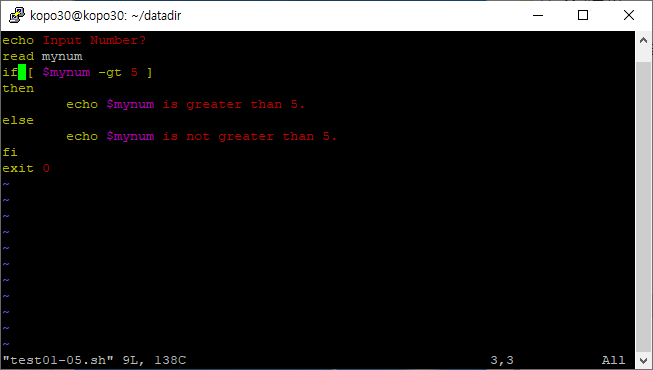 kopo30@kopo30: ~/datadir
echo Input Number?
read mynum
if [ $mynum -gt 5 ]
then
        echo $mynum is greater than 5.
else
        echo $mynum is not greater than 5.
fi
exit 0
~
~
~
~
~
~
~
~
~
~
~
"test01-05.sh" 9L, 138C 3,3 All